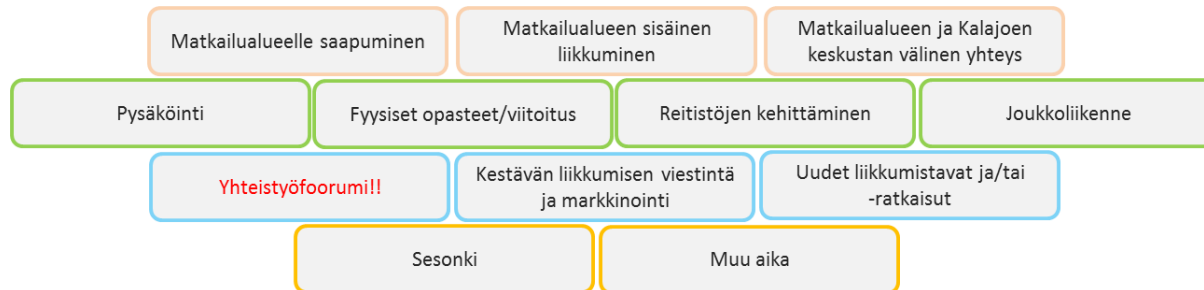 Matkailualueelle saapuminen
Matkailualueen sisäinen
liikkuminen
Matkailualueen ja Kalajoen
keskustan välinen yhteys
Pysäköinti
Fyysiset opasteet/viitoitus
Reitistöjen kehittäminen
Joukkoliikenne
Yhteistyöfoorumi!!
Kestävän liikkumisen viestintä
ja markkinointi
Uudet liikkumistavat ja/tai
-ratkaisut
Sesonki
Muu aika